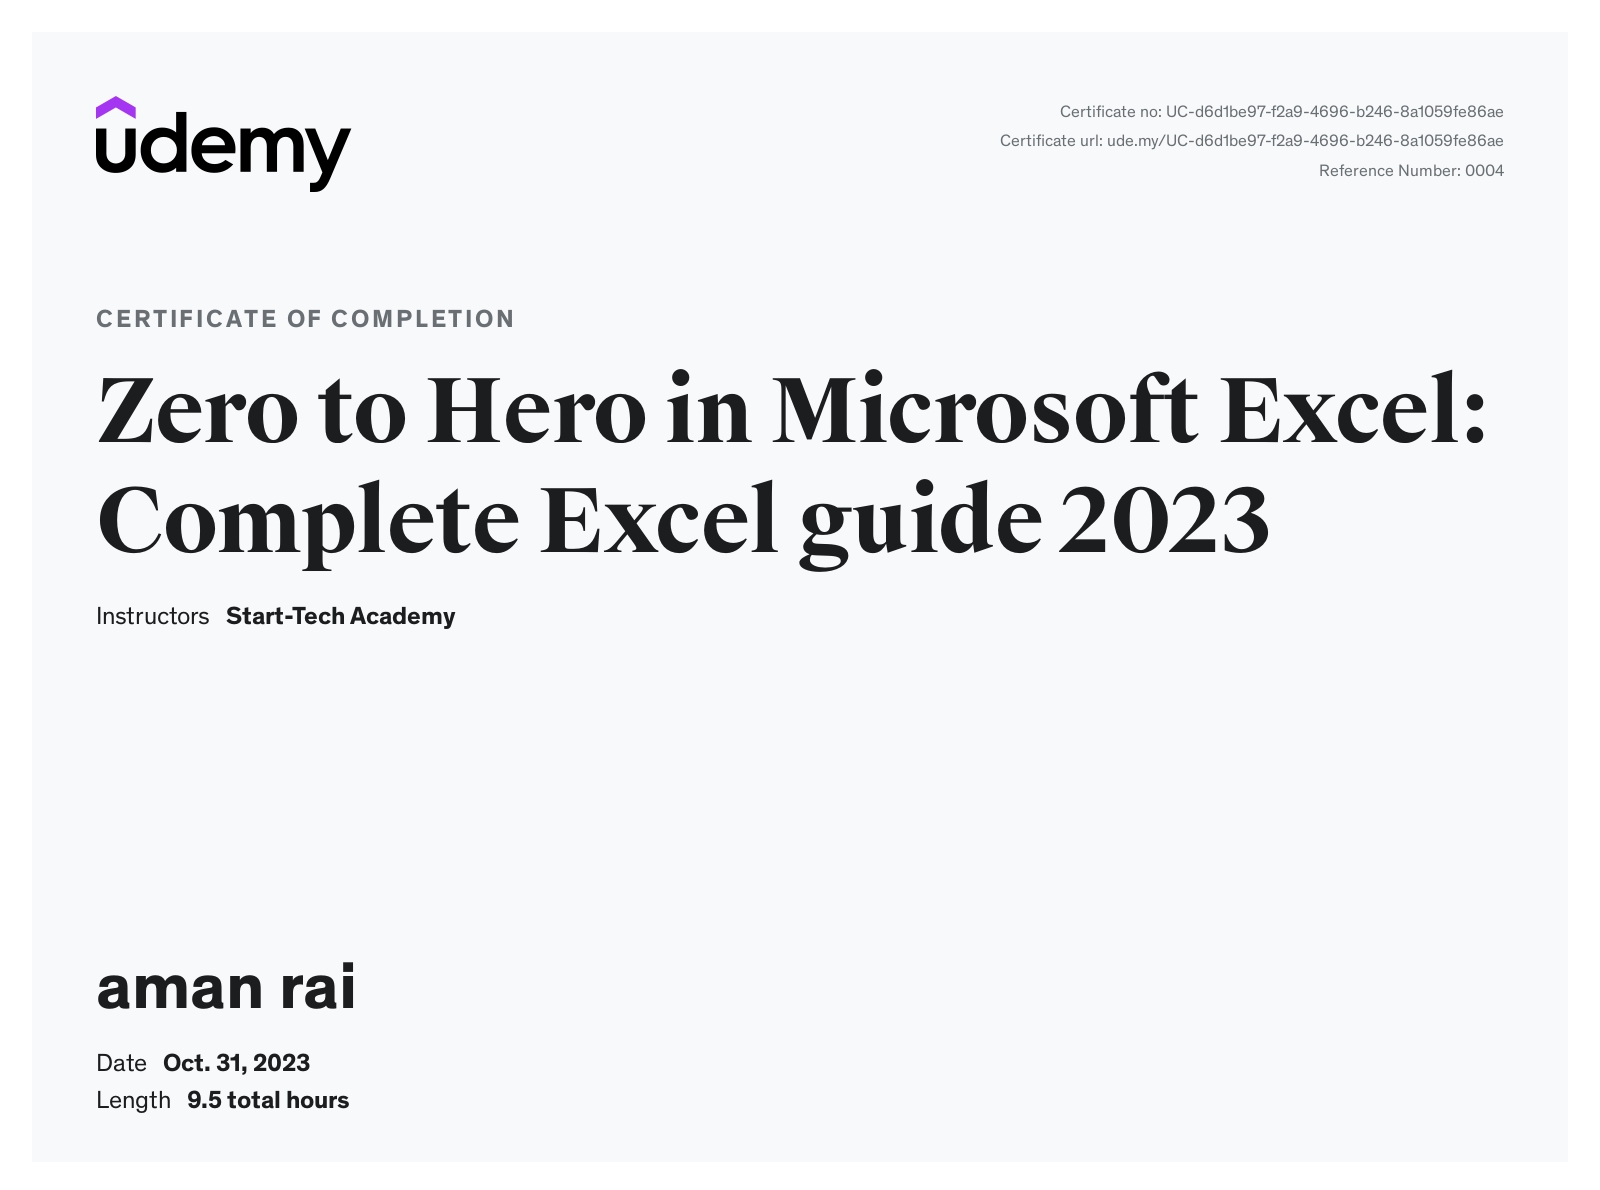 udemy
Certificate no: UC-d6d1be97-f2a9-4696-b246-8a1059fe86ae
Certificate url: ude.my/UC-d6d1be97-f2a9-4696-b246-8a1059fe86ae
Reference Number: 0004
CERTIFICATE OF COMPLETION
Zero to Hero in Microsoft Excel:
Complete Excel guide 2023
Instructors Start-Tech Academy
aman rai
Date Oct. 31, 2023
Length 9.5 total hours